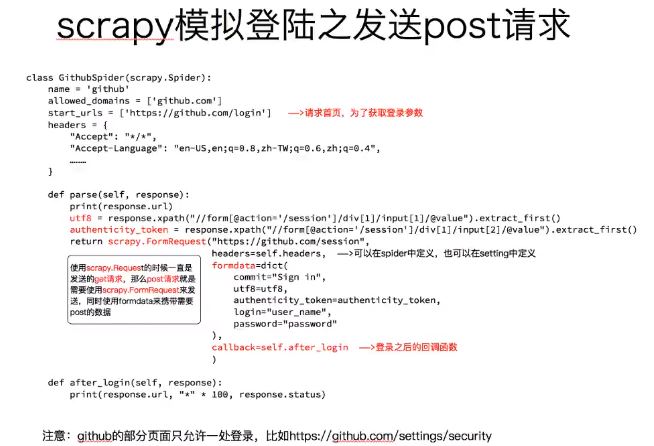 scrapy模拟登陆之发送post请求
class GithubSpider(scrapy.Spider):
    name = 'github'
    allowed_domains = ['github.com']
    start_urls = ['https://github.com/login']   ——>请求首页，为了获取登录参数
    headers = {
        "Accept": "*/*",
        "Accept-Language": "en-US,en;q=0.8,zh-TW;q=0.6,zh;q=0.4",
        ………
    }
    def parse(self, response):
        print(response.url)
        utf8 = response.xpath("//form[@action='/session']/div[1]/input[1]/@value").extract_first()
        authenticity_token = response.xpath("//form[@action='/session']/div[1]/input[2]/@value").extract_first()
        return scrapy.FormRequest("https://github.com/session",
            headers=self.headers,   ——>可以在spider中定义，也可以在setting中定义
            formdata=dict(
                commit="Sign in",
                utf8=utf8,
                authenticity_token=authenticity_token,
                login="user_name",
                password="password"
            ),
            callback=self.after_login   ——>登录之后的回调函数
            )
使用scrapy.Request的时候一直是
发送的get请求，那么post请求就是
需要使用scrapy.FormRequest来发
送，同时使用formdata来携带需要
post的数据
    def after_login(self, response):
        print(response.url, "*" * 100, response.status)
注意：github的部分页面只允许一处登录，比如https://github.com/settings/security